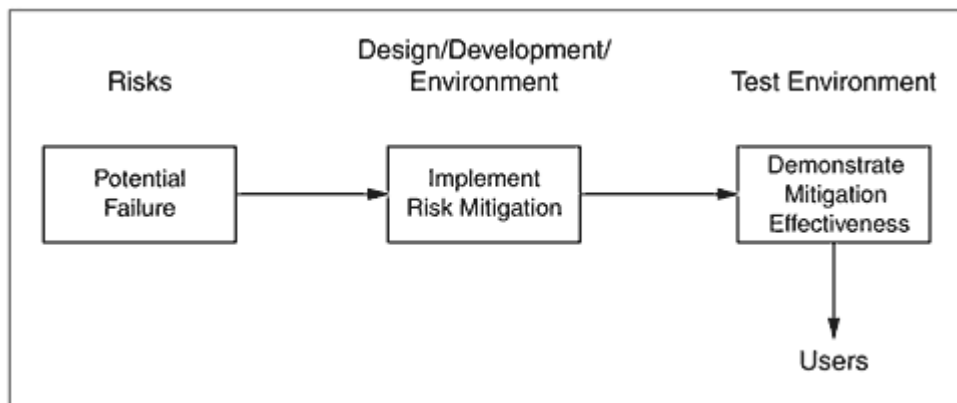 Risks
Design/Development/
Environment
Test Environment
Potential
Failure
Implement
Risk Mitigation
Demonstrate
Mitigation
Effectiveness
Users